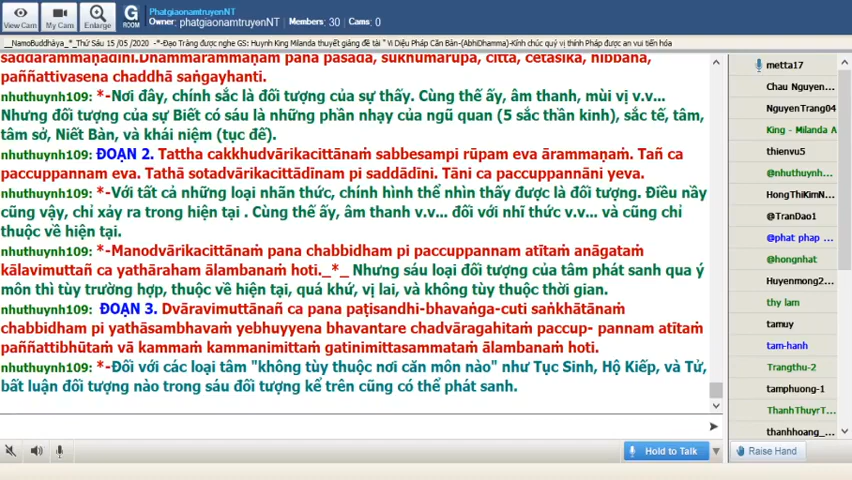 PhatgiaonamtruyenNT
Owner: phatgiaonamtruyenNT | Members: 30 | Cams: 0
View Cam
My Cam
Enlarge
G
ROOM
__NamoBuddhàya_*_Thứ Sáu 15 /05 /2020 -*-Đạo Tràng được nghe GS: Huynh King Milanda thuyết giảng đề tài " Vi Diệu Pháp Căn Bản-(AbhiDhamma)-Kính chúc quý vị thính Pháp được an vui tiến hóa
paññattivasena chaddhā saṅgayhanti.
nhuthuynh109: *-Nơi đây, chính sắc là đối tượng của sự thấy. Cùng thế ấy, âm thanh, mùi vị v.v...
Nhưng đối tượng của sự Biết có sáu là những phần nhạy của ngũ quan (5 sắc thần kinh), sắc tế, tâm,
tâm sở, Niết Bàn, và khái niệm (tục đế).
nhuthuynh109: ĐOẠN 2. Tattha cakkhudvārikacittānaṁ sabbesampi rūpam eva ārammaṇaṁ. Tañ ca
paccuppannam eva. Tathā sotadvārikacittādīnam pi saddādīni. Tāni ca paccuppannāni yeva.
nhuthuynh109: *-Với tất cả những loại nhãn thức, chính hình thể nhìn thấy được là đối tượng. Điều nầy
cũng vậy, chỉ xảy ra trong hiện tại . Cùng thế ấy, âm thanh v.v... đối với nhĩ thức v.v... và cũng chỉ
thuộc về hiện tại.
nhuthuynh109: *-Manodvārikacittānaṁ pana chabbidham pi paccuppannam atītaṁ anāgataṁ
kālavimuttañ ca yathāraham ālambanaṁ hoti._*_ Nhưng sáu loại đối tượng của tâm phát sanh qua ý
môn thì tùy trường hợp, thuộc về hiện tại, quá khứ, vị lai, và không tùy thuộc thời gian.
nhuthuynh109: ĐOẠN 3. Dvāravimuttānañ ca pana paṭisandhi-bhavaṅga-cuti saṅkhātānaṁ
chabbidham pi yathāsambhavaṁ yebhuyyena bhavantare chadvāragahitaṁ paccup- pannam atītaṁ
paññattibhūtaṁ vā kammaṁ kammanimittaṁ gatinimittasammataṁ ālambanaṁ hoti.
nhuthuynh109: *-Đối với các loại tâm "không tùy thuộc nơi căn môn nào" như Tục Sinh, Hộ Kiếp, và Tử,
bất luận đối tượng nào trong sáu đối tượng kể trên cũng có thể phát sanh.
metta17
Chau Nguyen...
NguyenTrang04
King - Milanda A
thienvu5
@nhuthuynh...
HongThiKimN...
@TranDao1
@phat phap ...
@hongnhat
Huyenmong2...
thy lam
tamuy
tam-hanh
Trangthu-2
tamphuong-1
ThanhThuyrT...
thanhhoang_...
Hold to Talk
Raise Hand